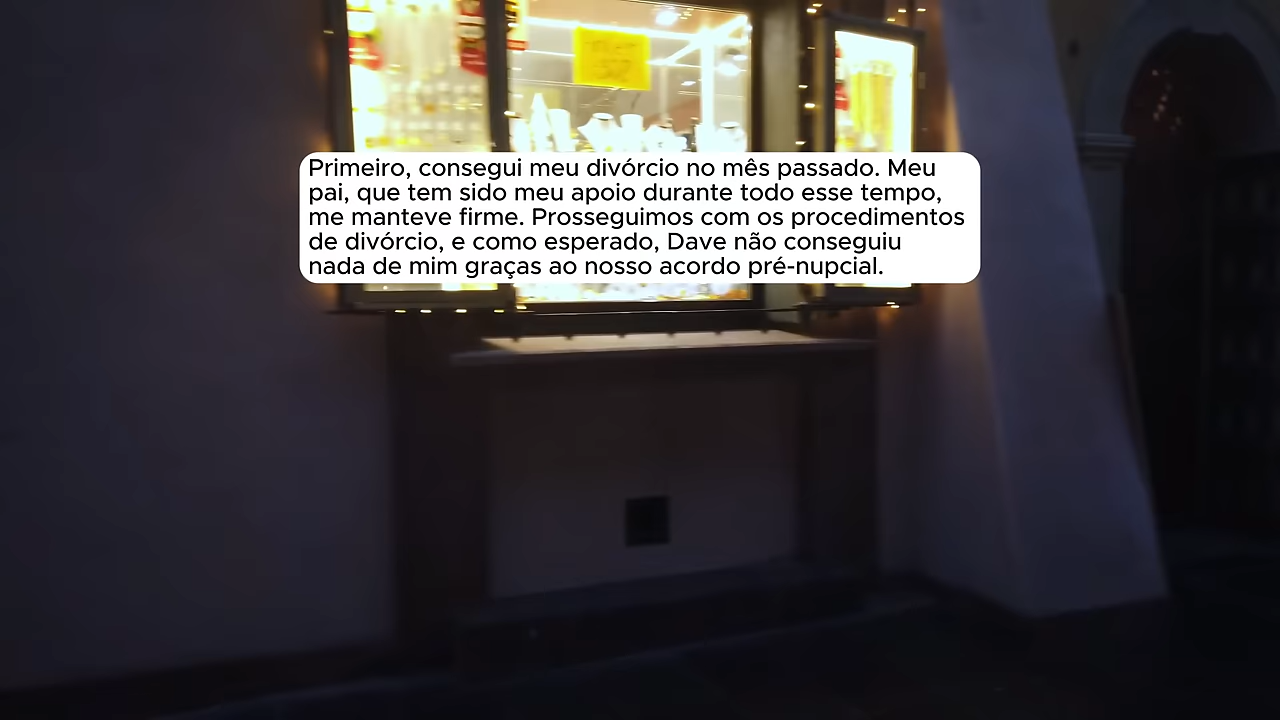 Primeiro, consegui meu divórcio no mês passado. Meu
pai, que tem sido meu apoio durante todo esse tempo,
me manteve firme. Prosseguimos com os procedimentos
de divórcio, e como esperado, Dave não conseguiu
nada de mim graças ao nosso acordo pré-nupcial.